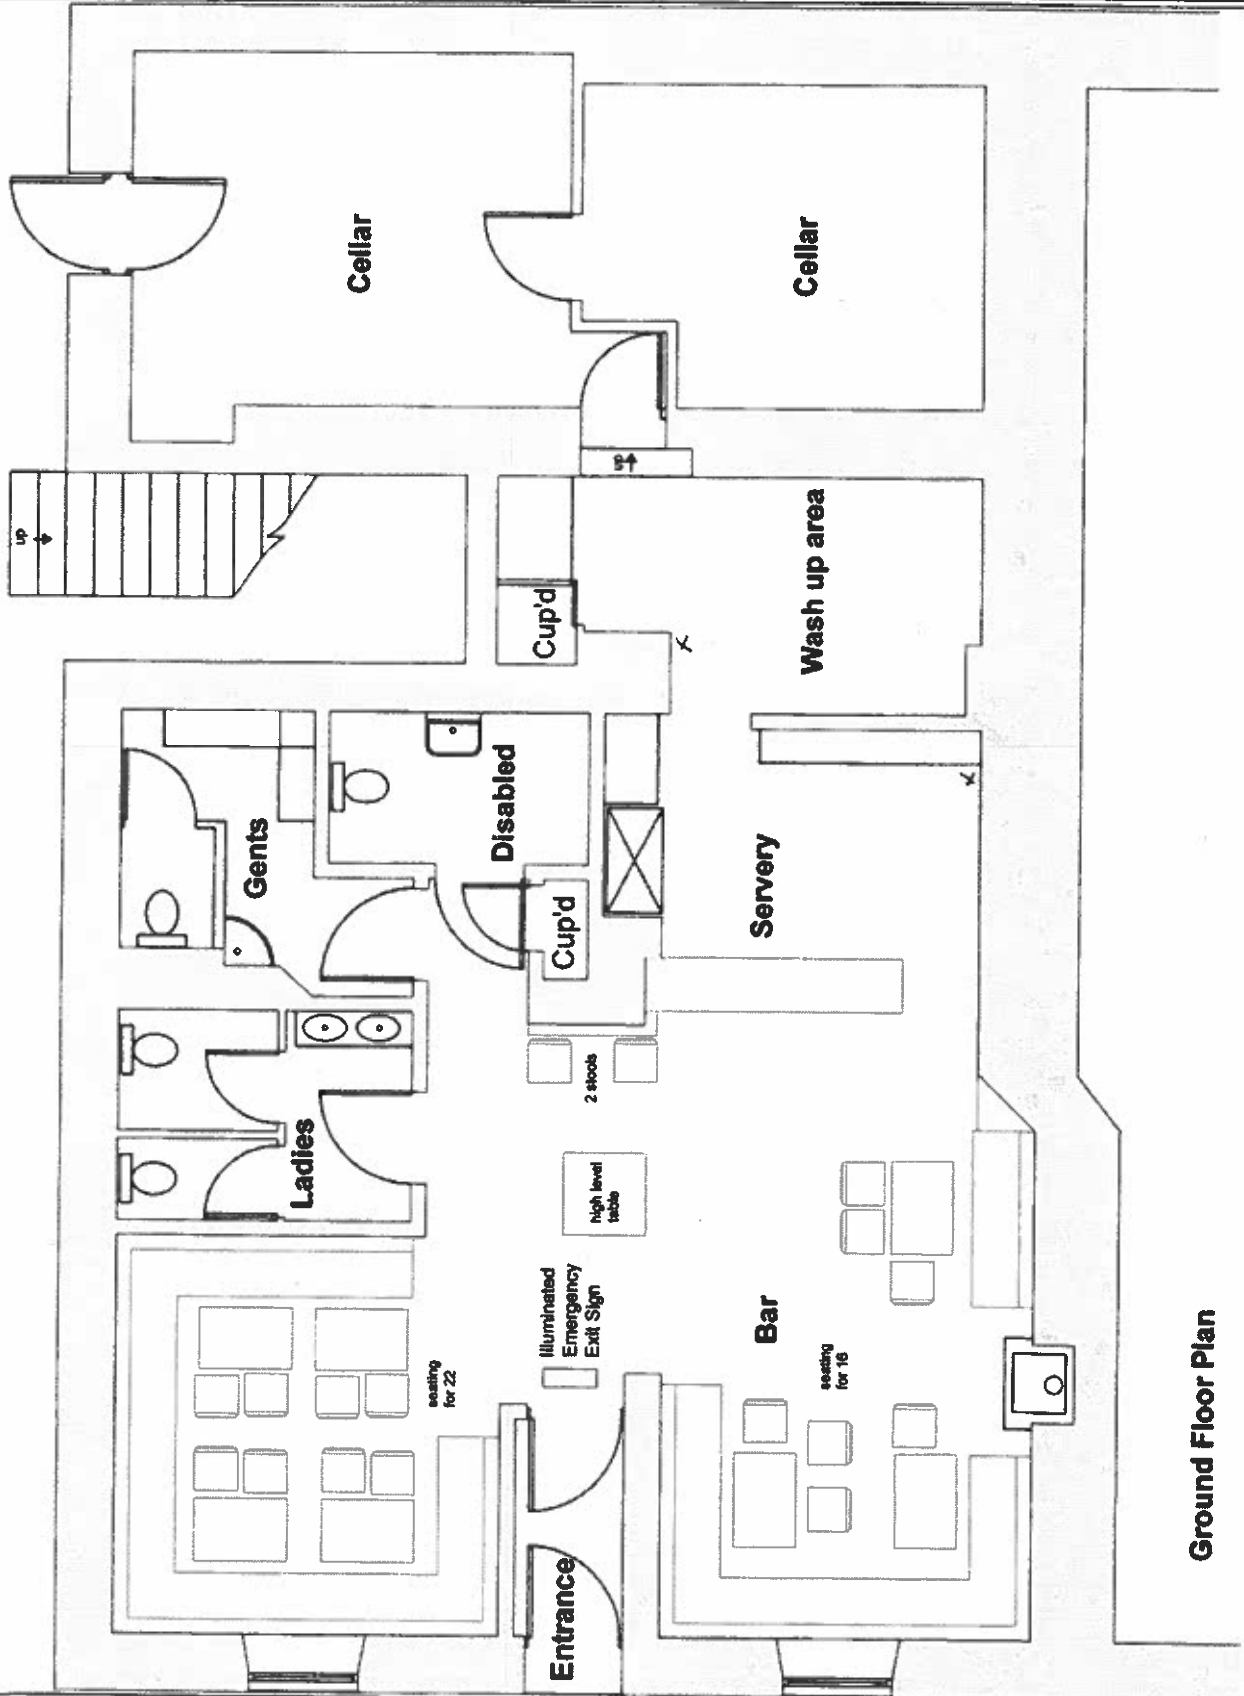 Cellar
Cellar
up
up
Cup'd
Wash up area
Gents
Disabled
Cup'd
Servery
Ladies
2 stools
high level
table
Illuminated
Emergency
Exit Sign
Bar
seating
for 22
seating
for 16
Entrance
Ground Floor Plan